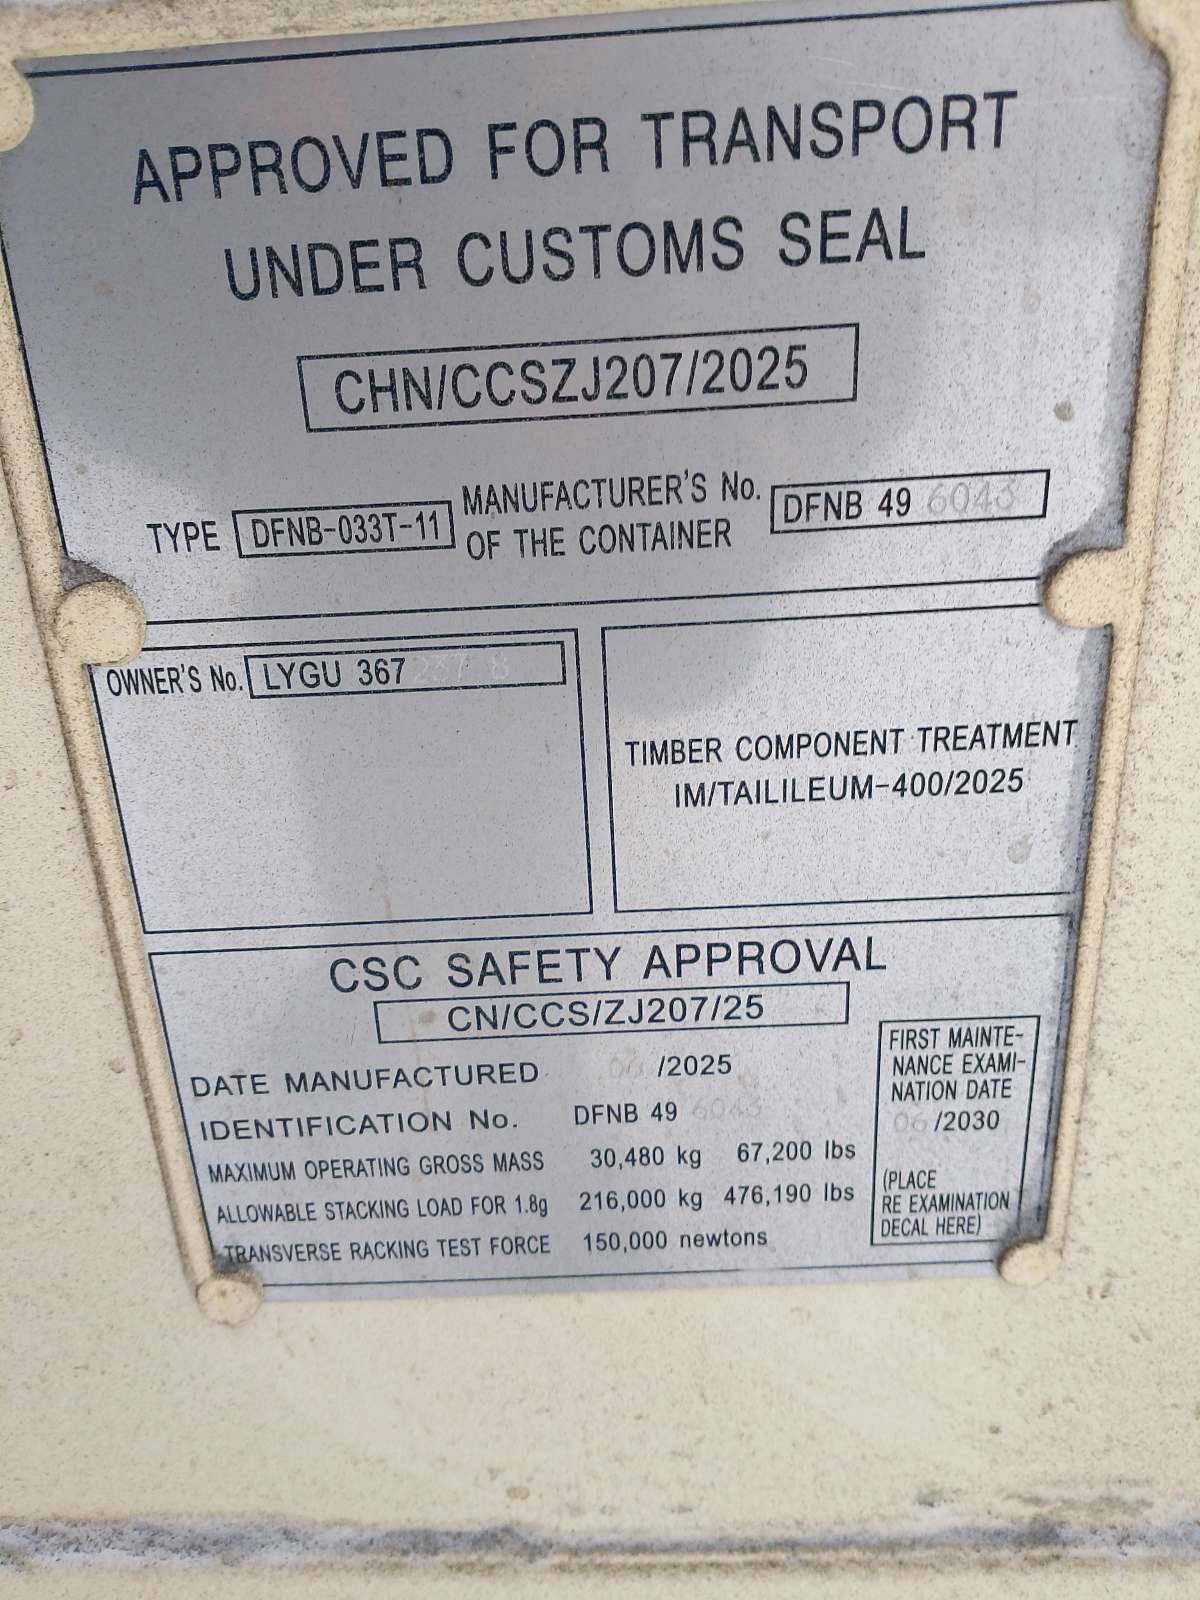 APPROVED FOR TRANSPORT
UNDER CUSTOMS SEAL
CHN/CCSZJ207/2025
TYPE DFNB-033T-11
MANUFACTURER'S No.
OF THE CONTAINER
DFNB 49 6043
OWNER'S No. LYGU 367
TIMBER COMPONENT TREATMENT
IM/TAILILEUM-400/2025
CSC SAFETY APPROVAL
CN/CCS/ZJ207/25
DATE MANUFACTURED /2025
IDENTIFICATION No. DFNB 49 6043
MAXIMUM OPERATING GROSS MASS 30,480 kg 67,200 lbs
ALLOWABLE STACKING LOAD FOR 1.8g 216,000 kg 476,190 lbs
TRANSVERSE RACKING TEST FORCE 150,000 newtons
FIRST MAINTE-
NANCE EXAMI-
NATION DATE
06 /2030
(PLACE
RE EXAMINATION
DECAL HERE)